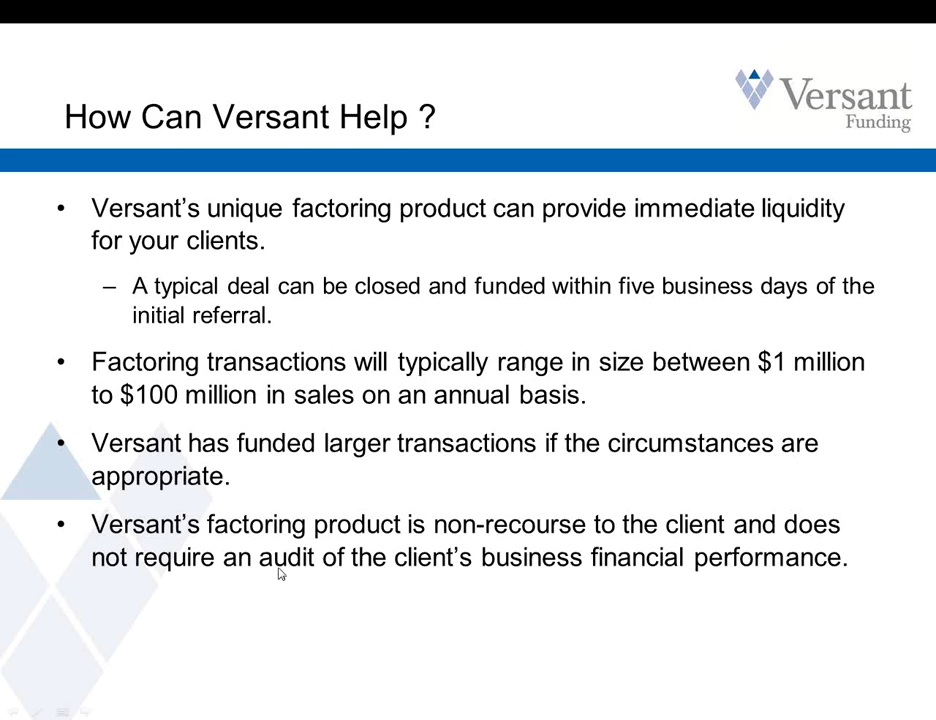 Versant
Funding
How Can Versant Help ?
• Versant’s unique factoring product can provide immediate liquidity
for your clients.
– A typical deal can be closed and funded within five business days of the
initial referral.
• Factoring transactions will typically range in size between $1 million
to $100 million in sales on an annual basis.
• Versant has funded larger transactions if the circumstances are
appropriate.
• Versant’s factoring product is non-recourse to the client and does
not require an audit of the client’s business financial performance.